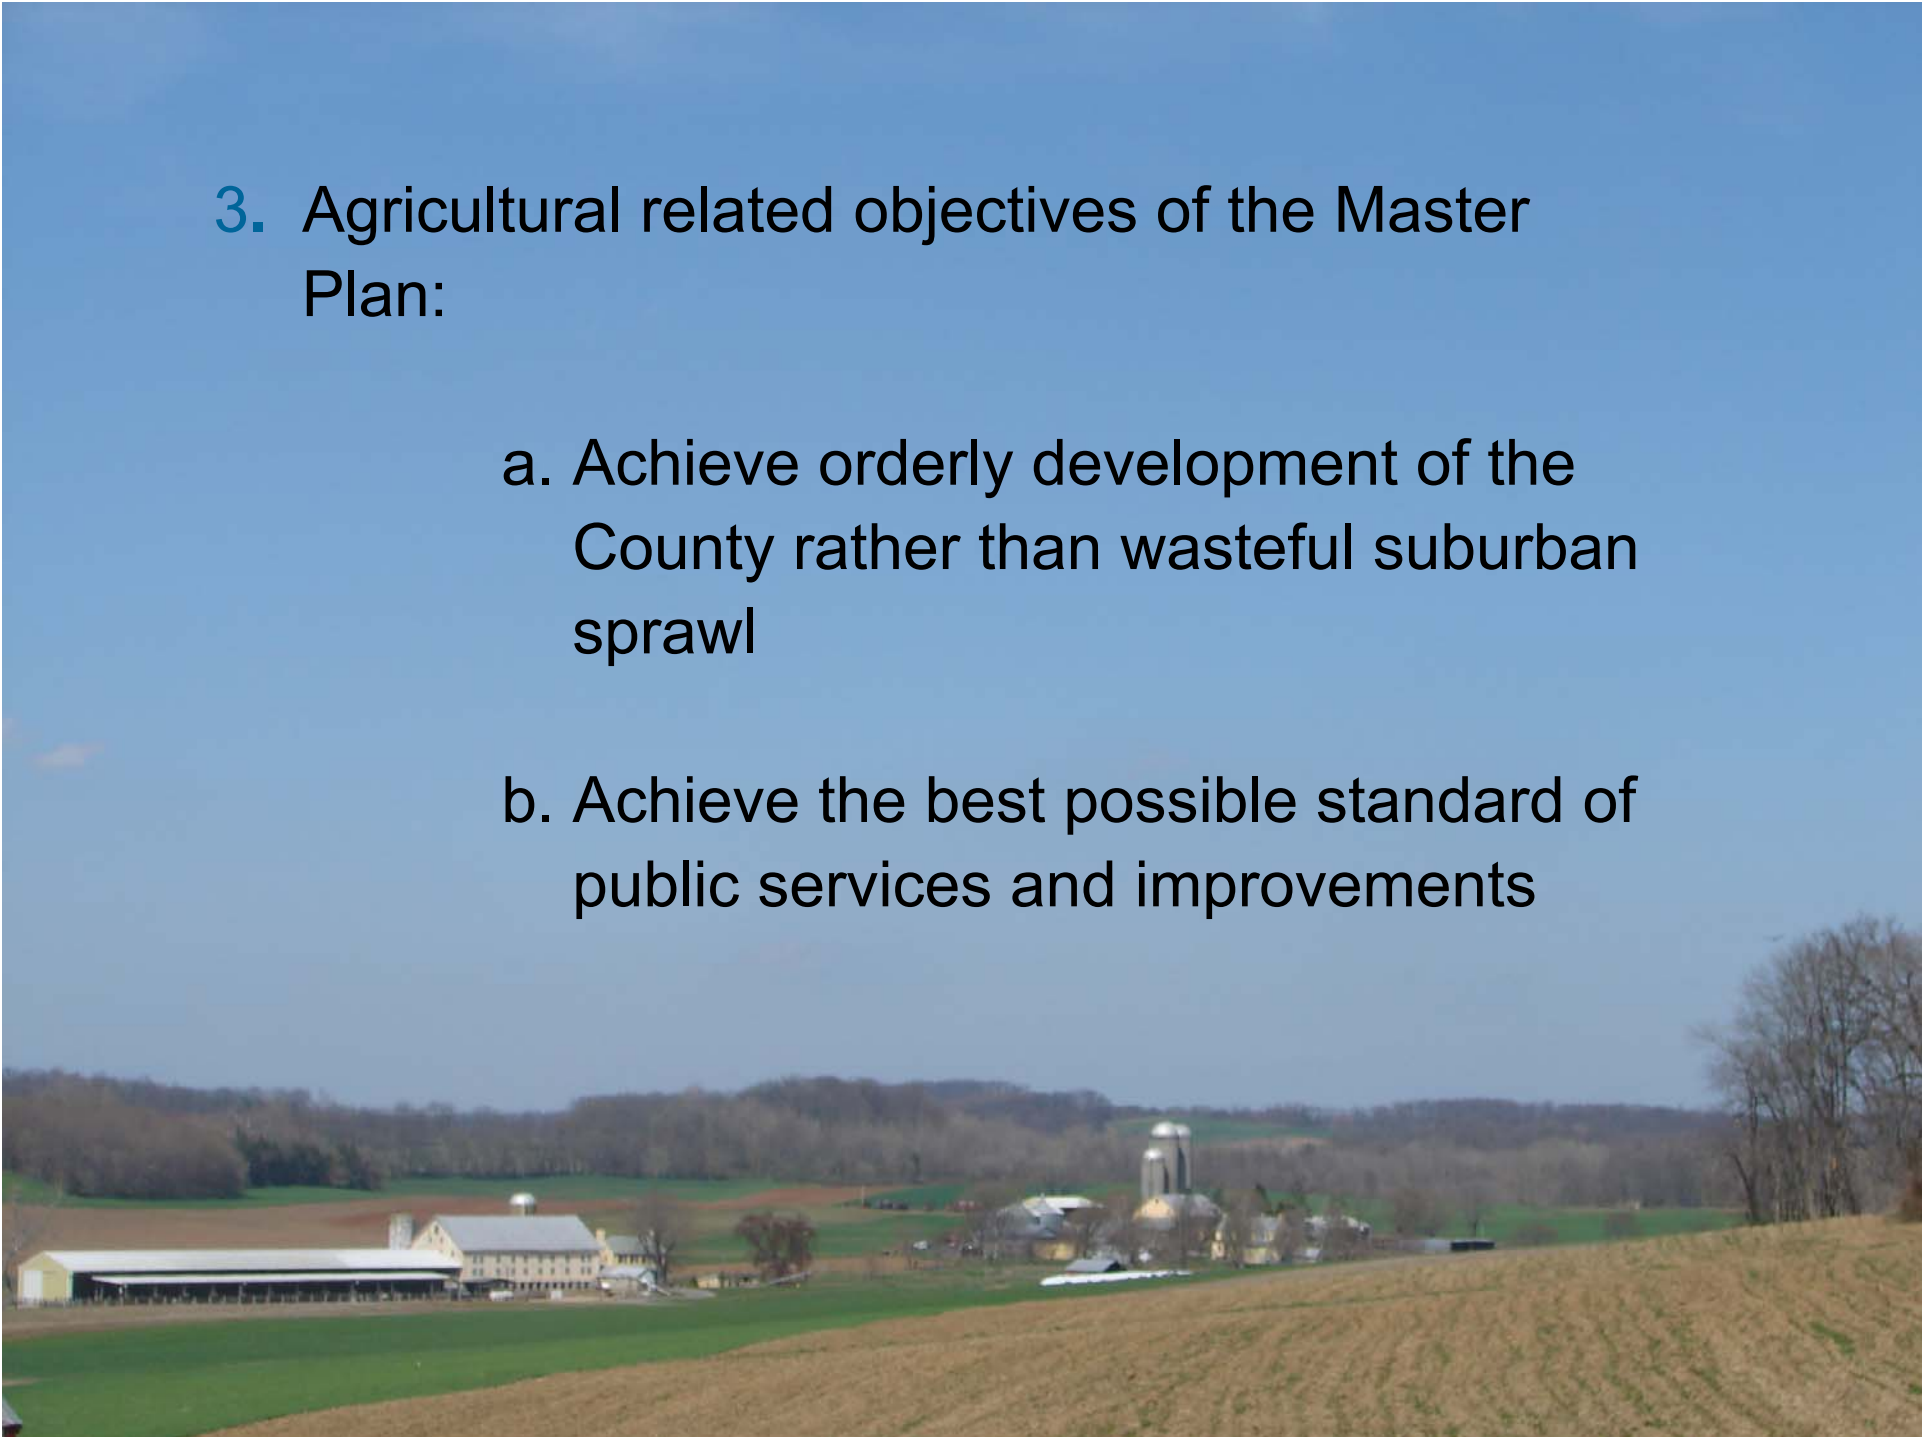 3. Agricultural related objectives of the Master
Plan:
a. Achieve orderly development of the
County rather than wasteful suburban
sprawl
b. Achieve the best possible standard of
public services and improvements